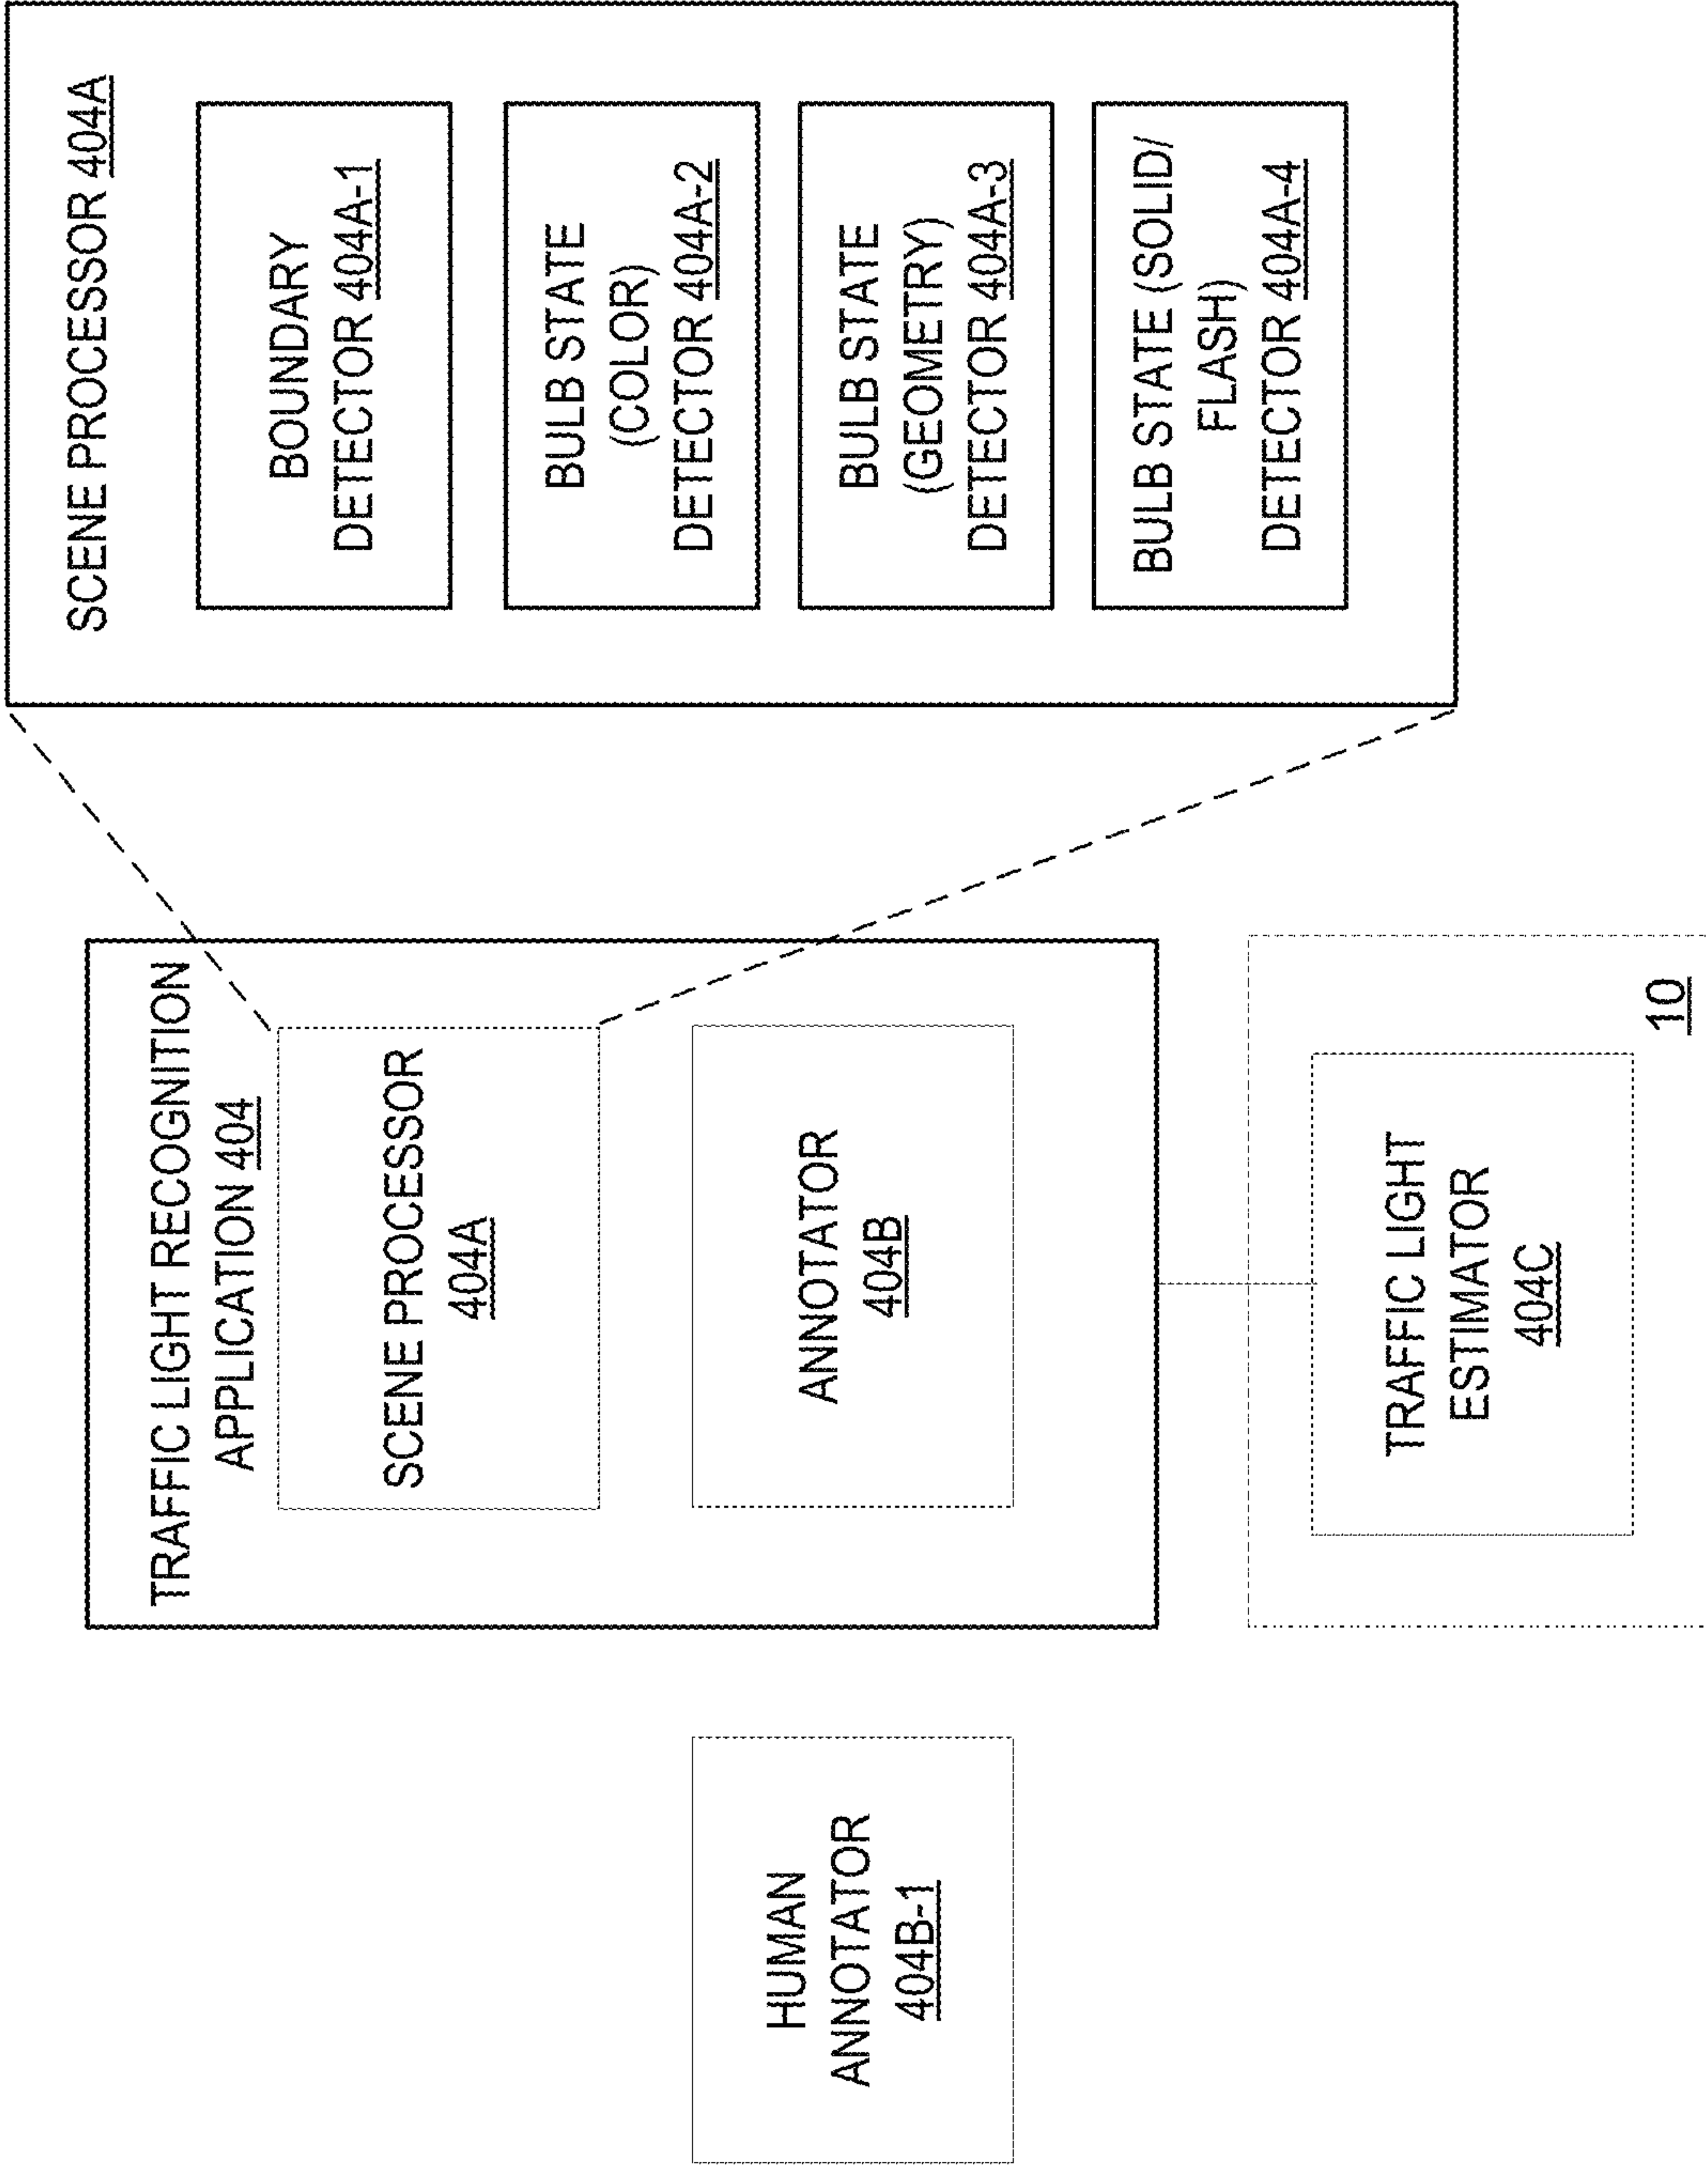 TRAFFIC LIGHT RECOGNITION
APPLICATION 404
SCENE PROCESSOR
404A
ANNOTATOR
404B
HUMAN
ANNOTATOR
404B-1
TRAFFIC LIGHT
ESTIMATOR
404C
10
SCENE PROCESSOR 404A
BOUNDARY
DETECTOR 404A-1
BULB STATE
(COLOR)
DETECTOR 404A-2
BULB STATE
(GEOMETRY)
DETECTOR 404A-3
BULB STATE (SOLID/
FLASH)
DETECTOR 404A-4